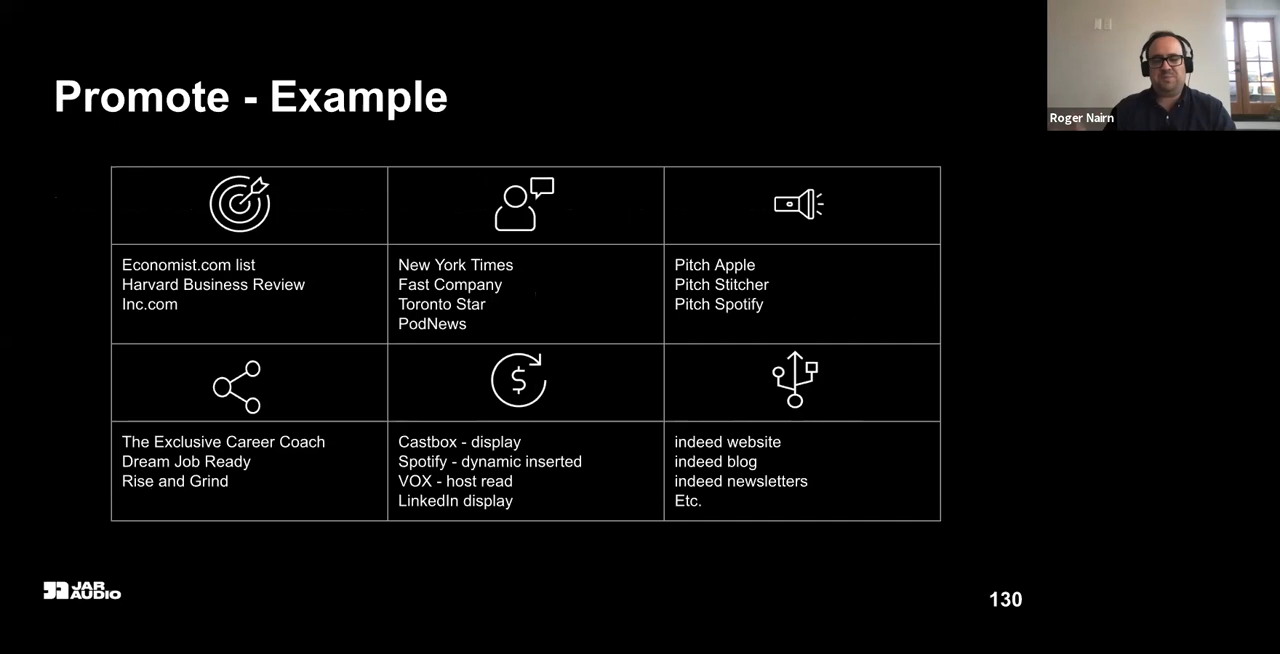 Promote - Example
Roger Nairn
Economist.com list
Harvard Business Review
Inc.com
New York Times
Fast Company
Toronto Star
PodNews
Pitch Apple
Pitch Stitcher
Pitch Spotify
$
The Exclusive Career Coach
Dream Job Ready
Rise and Grind
Castbox - display
Spotify - dynamic inserted
VOX - host read
LinkedIn display
indeed website
indeed blog
indeed newsletters
Etc.
JAR
AUDIO
130